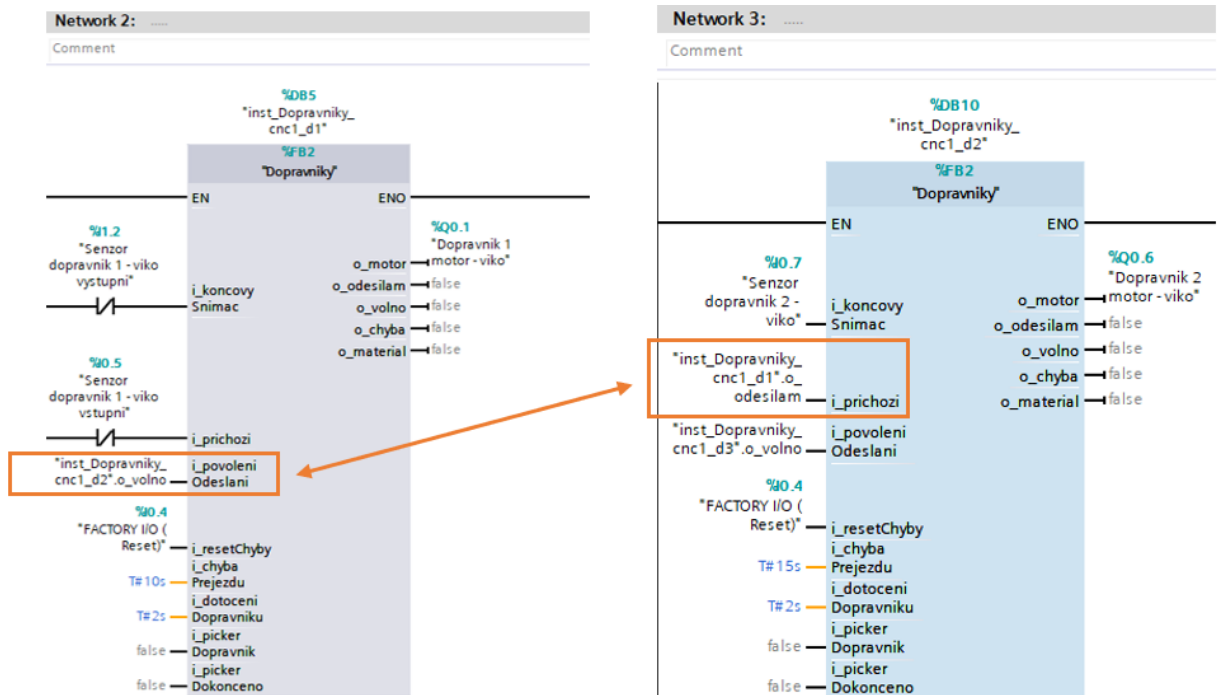 Network 2: .....
Comment
%DB5
"inst_Dopravniky_
cnc1_d1"
%FB2
"Dopravniky"
EN
ENO
%I1.2
"Senzor
dopravnik 1 - viko
vystupni"
i_koncovy
Snimac
%Q0.1
"Dopravnik 1
motor - viko"
o_motor
o_odesilam
false
o_volno
false
o_chyba
false
o_material
false
%I0.5
"Senzor
dopravnik 1 - viko
vstupni"
i_prichozi
"inst_Dopravniky_
cnc1_d2".o_volno
i_povoleni
Odeslani
%I0.4
"FACTORY I/O (
Reset)"
i_resetChyby
i_chyba
T#10s
Prejezdu
i_dotoceni
T#2s
Dopravniku
i_picker
false
Dopravnik
i_picker
false
Dokonceno
Network 3: .....
Comment
%DB10
"inst_Dopravniky_
cnc1_d2"
%FB2
"Dopravniky"
EN
ENO
%I0.7
"Senzor
dopravnik 2 -
viko"
i_koncovy
Snimac
%Q0.6
"Dopravnik 2
motor - viko"
o_motor
o_odesilam
false
o_volno
false
o_chyba
false
o_material
false
"inst_Dopravniky_
cnc1_d1".o_
odesilam
i_prichozi
"inst_Dopravniky_
cnc1_d3".o_volno
i_povoleni
Odeslani
%I0.4
"FACTORY I/O (
Reset)"
i_resetChyby
i_chyba
T#15s
Prejezdu
i_dotoceni
T#2s
Dopravniku
i_picker
false
Dopravnik
i_picker
false
Dokonceno